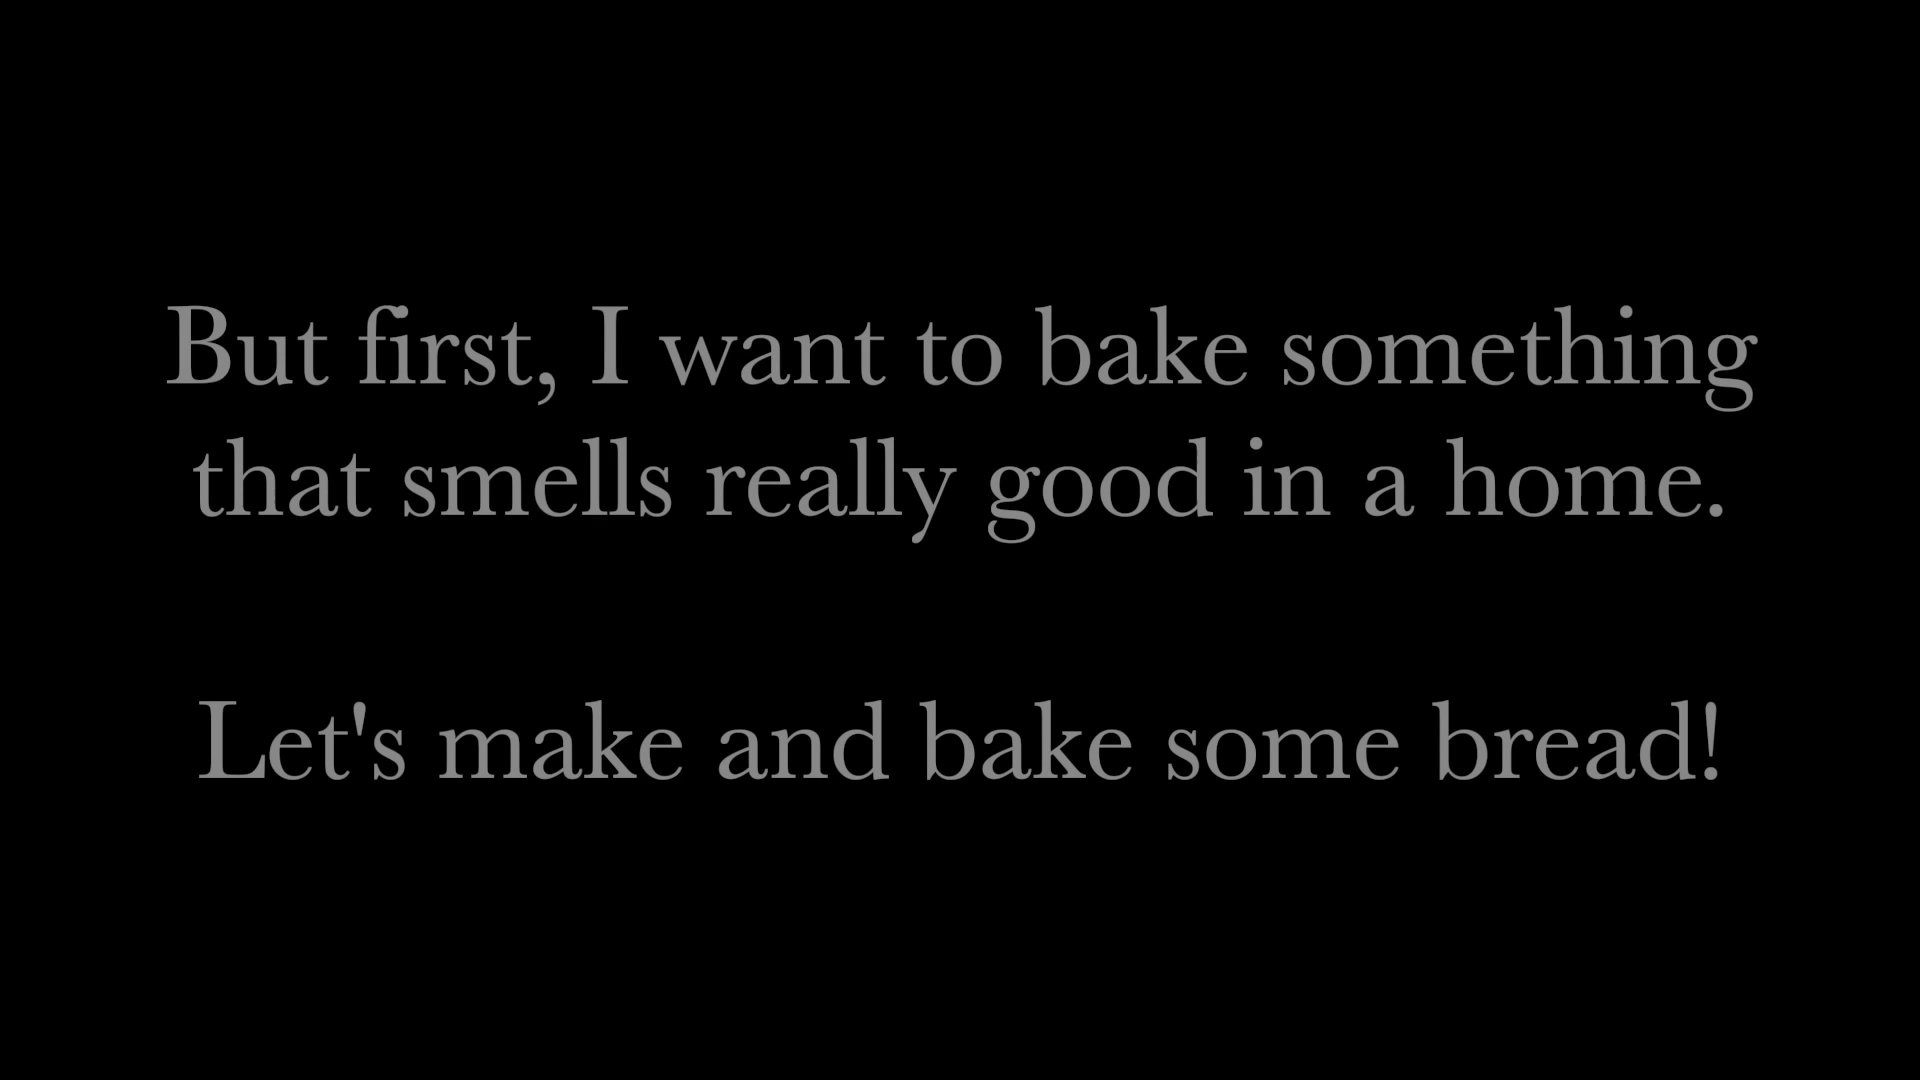 But first, I want to bake something
that smells really good in a home.
Let's make and bake some bread!